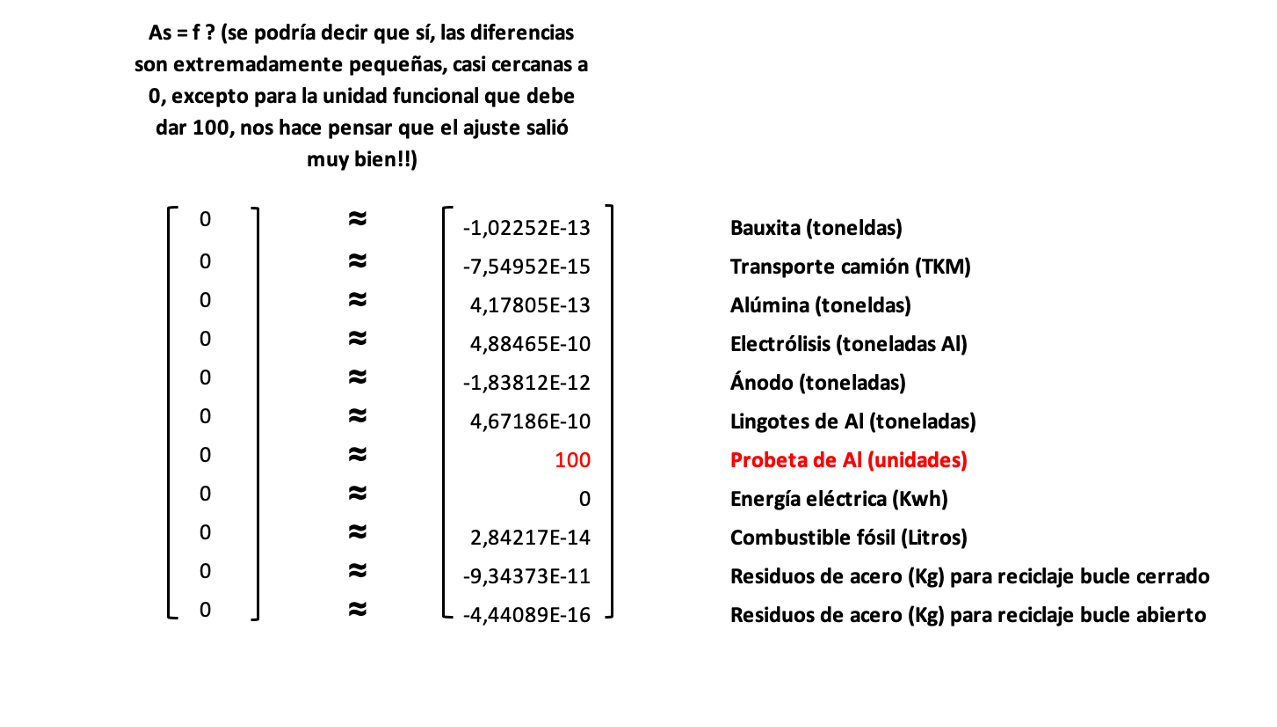 As = f ? (se podría decir que sí, las diferencias
son extremadamente pequeñas, casi cercanas a
0, excepto para la unidad funcional que debe
dar 100, nos hace pensar que el ajuste salió
muy bien!!)
0 ≈ -1,02252E-13 Bauxita (toneldas)
0 ≈ -7,54952E-15 Transporte camión (TKM)
0 ≈ 4,17805E-13 Alúmina (toneldas)
0 ≈ 4,88465E-10 Electrólisis (toneladas Al)
0 ≈ -1,83812E-12 Ánodo (toneladas)
0 ≈ 4,67186E-10 Lingotes de Al (toneladas)
0 ≈ 100 Probeta de Al (unidades)
0 ≈ 0 Energía eléctrica (Kwh)
0 ≈ 2,84217E-14 Combustible fósil (Litros)
0 ≈ -9,34373E-11 Residuos de acero (Kg) para reciclaje bucle cerrado
0 ≈ -4,44089E-16 Residuos de acero (Kg) para reciclaje bucle abierto